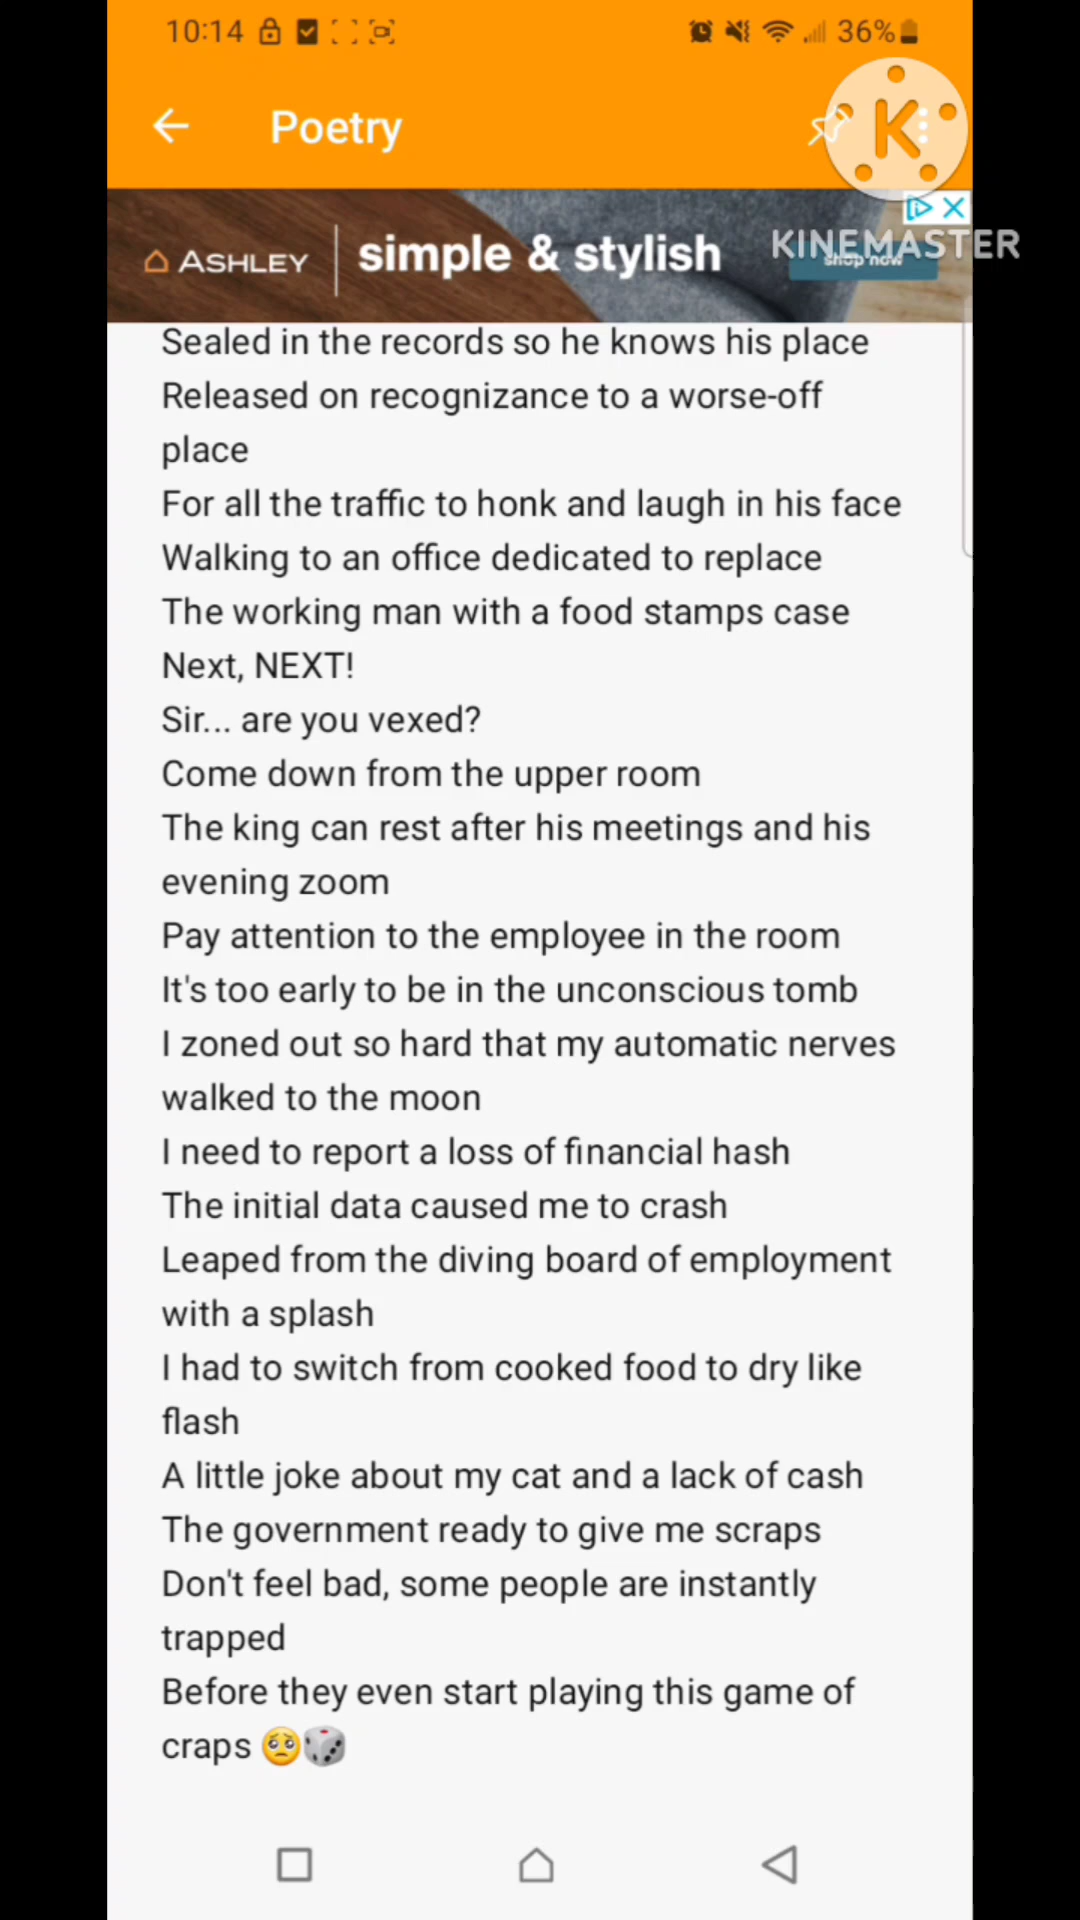 10:14
36%
Poetry
K
KINEMASTER
ASHLEY
simple & stylish
shop now
Sealed in the records so he knows his place
Released on recognizance to a worse-off
place
For all the traffic to honk and laugh in his face
Walking to an office dedicated to replace
The working man with a food stamps case
Next, NEXT!
Sir... are you vexed?
Come down from the upper room
The king can rest after his meetings and his
evening zoom
Pay attention to the employee in the room
It's too early to be in the unconscious tomb
I zoned out so hard that my automatic nerves
walked to the moon
I need to report a loss of financial hash
The initial data caused me to crash
Leaped from the diving board of employment
with a splash
I had to switch from cooked food to dry like
flash
A little joke about my cat and a lack of cash
The government ready to give me scraps
Don't feel bad, some people are instantly
trapped
Before they even start playing this game of
craps 🥺🎲